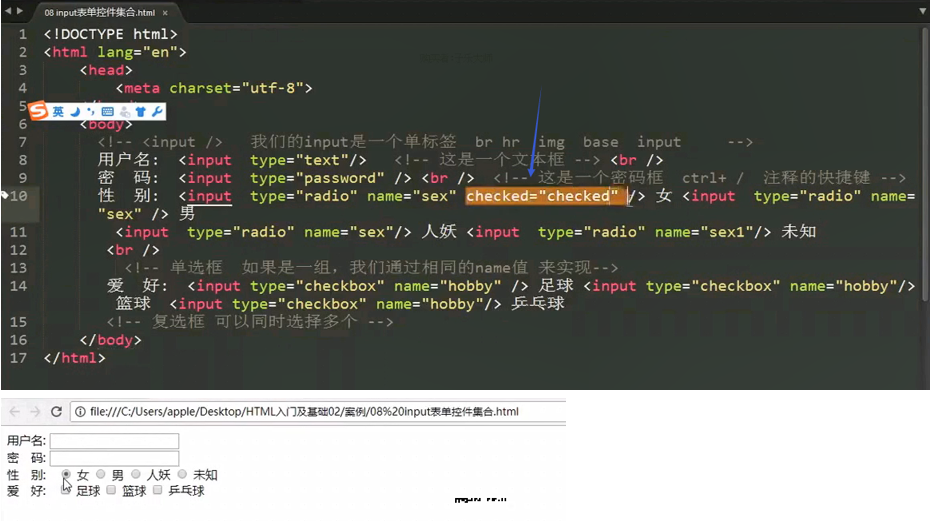 08 input表单控件集合.html ×
1 <!DOCTYPE html>
2 <html lang="en">
3 <head>
4 <meta charset="utf-8">
5
英
6 <body>
7 <!-- <input /> 我们的input是一个单标签 br hr img base input -->
8 用户名: <input type="text"/> <!-- 这是一个文本框 --> <br />
9 密 码: <input type="password" /> <br /> <!-- 这是一个密码框 ctrl+ / 注释的快捷键 -->
10 性 别: <input type="radio" name="sex" checked="checked" /> 女 <input type="radio" name=
"sex" /> 男
11 <input type="radio" name="sex"/> 人妖 <input type="radio" name="sex1"/> 未知
12 <br />
13 <!-- 单选框 如果是一组，我们通过相同的name值 来实现-->
14 爱 好: <input type="checkbox" name="hobby" /> 足球 <input type="checkbox" name="hobby"/>
篮球 <input type="checkbox" name="hobby"/> 乒乓球
15 <!-- 复选框 可以同时选择多个 -->
16 </body>
17 </html>
file:///C:/Users/apple/Desktop/HTML入门及基础02/案例/08%20input表单控件集合.html
用户名:
密 码:
性 别: 女 男 人妖 未知
爱 好: 足球 篮球 乒乓球